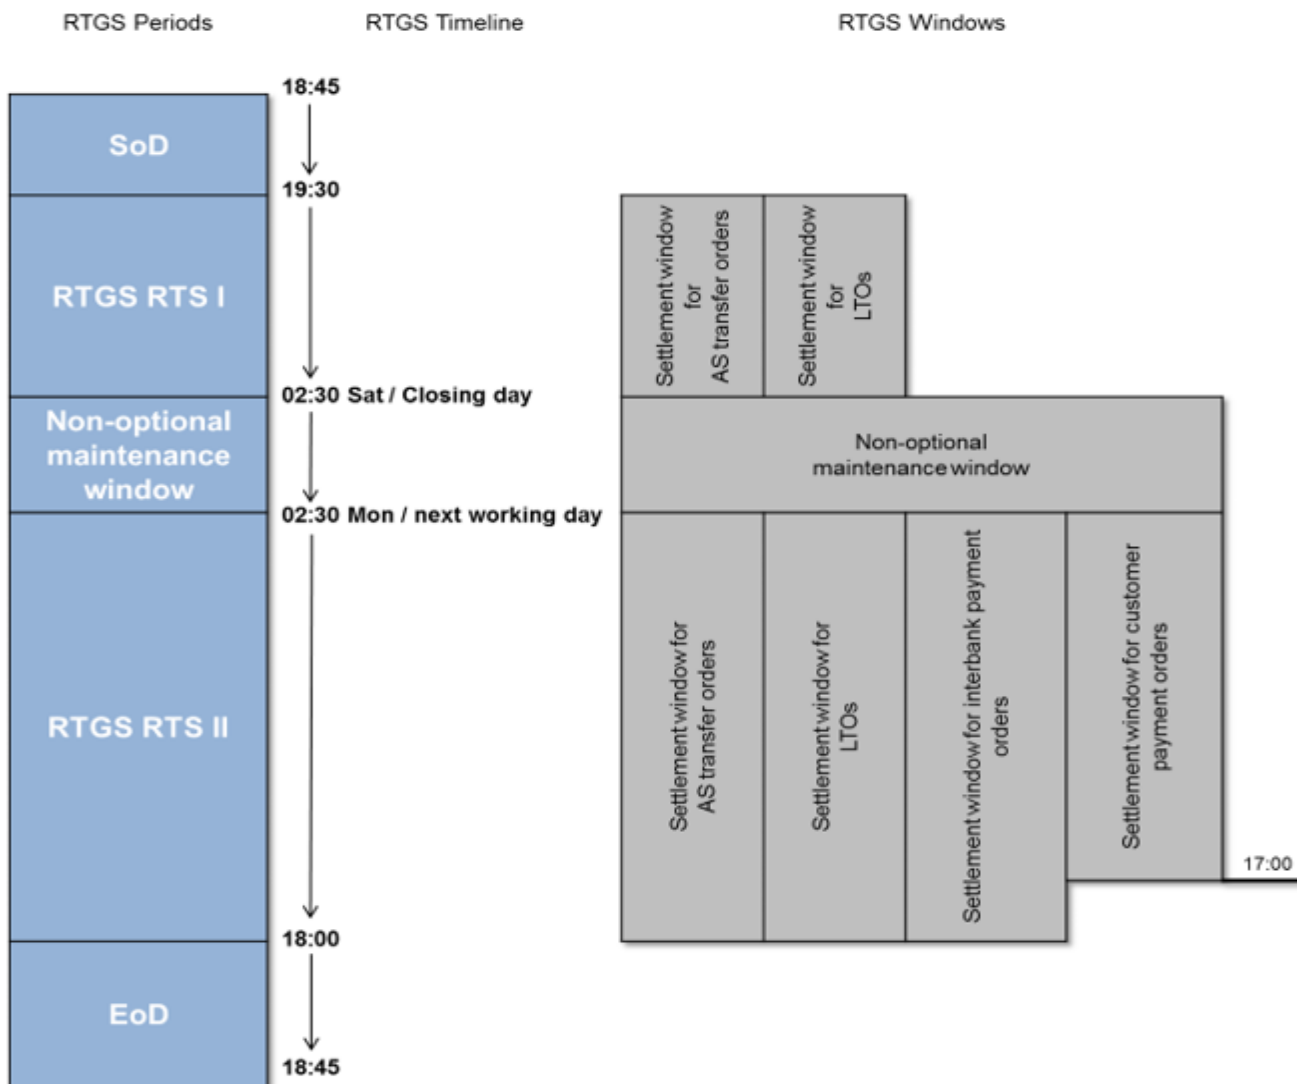 RTGS Periods
RTGS Timeline
RTGS Windows
18:45
SoD
19:30
RTGS RTS I
Settlement window
for
AS transfer orders
Settlement window
for
LTOs
02:30 Sat / Closing day
Non-optional
maintenance
window
Non-optional
maintenance window
02:30 Mon / next working day
RTGS RTS II
Settlement window for
AS transfer orders
Settlement window for
LTOs
Settlement window for interbank payment
orders
Settlement window for customer
payment orders
17:00
18:00
EoD
18:45